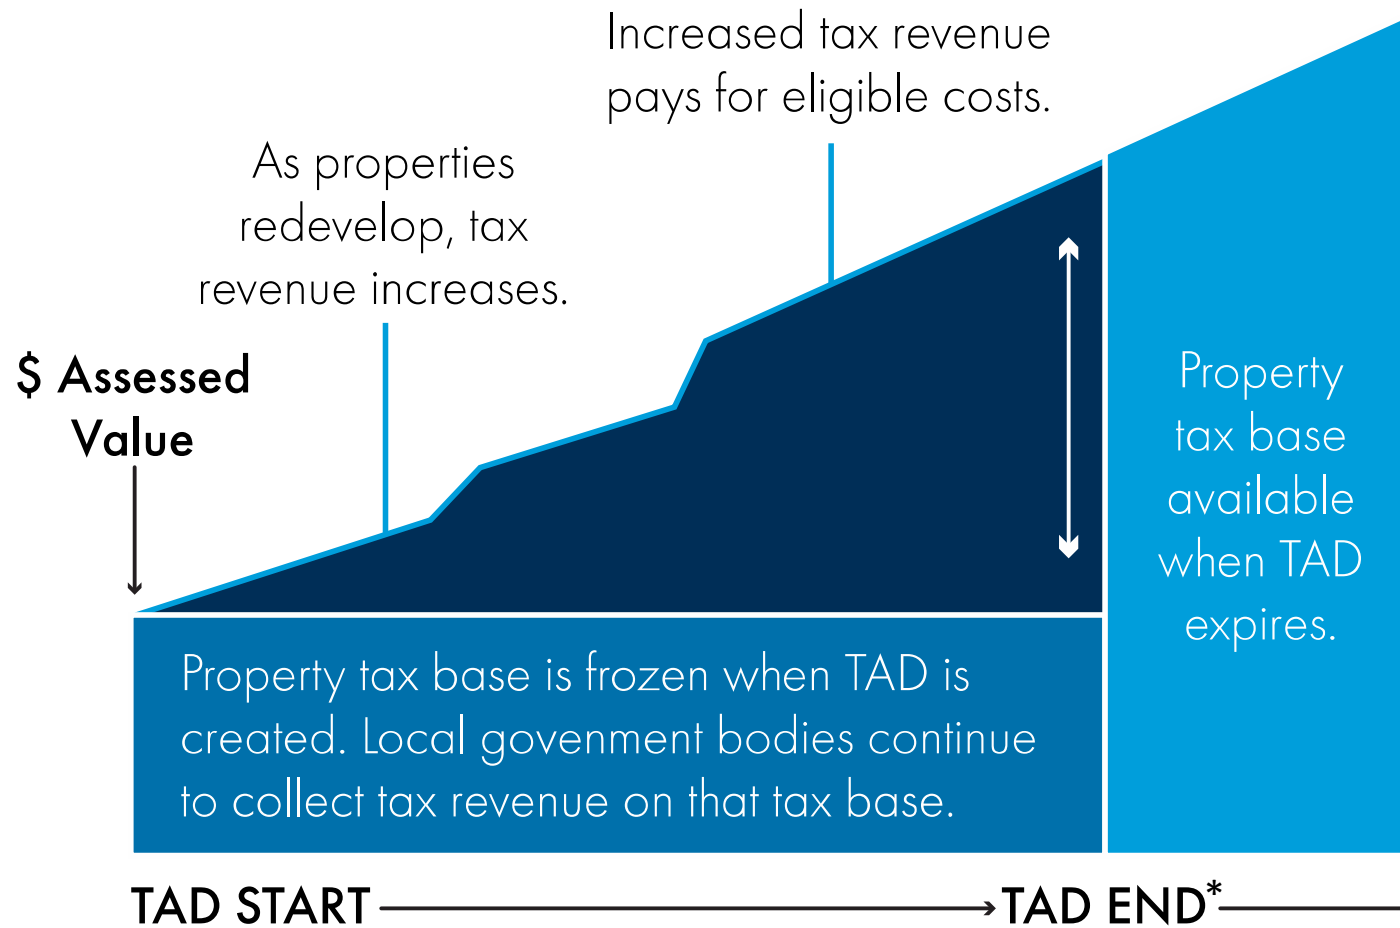 Increased tax revenue
pays for eligible costs.
As properties
redevelop, tax
revenue increases.
$ Assessed
Value
Property
tax base
available
when TAD
expires.
Property tax base is frozen when TAD is
created. Local govenment bodies continue
to collect tax revenue on that tax base.
TAD START
TAD END*